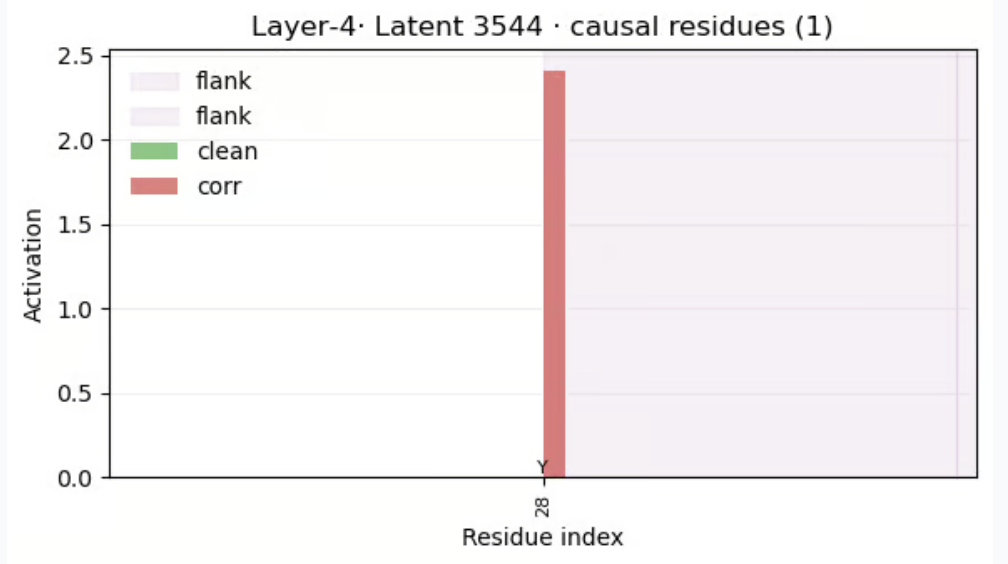 Layer-4· Latent 3544 · causal residues (1)
2.5
2.0
1.5
1.0
0.5
0.0
Activation
flank
flank
clean
corr
Y
28
Residue index